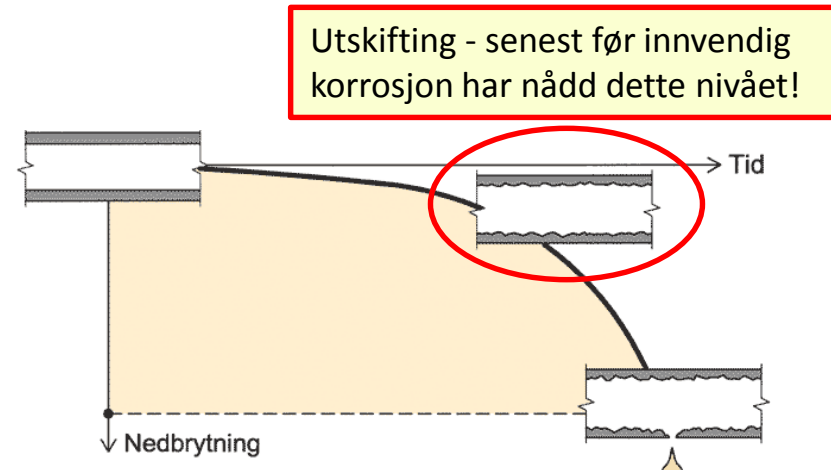 Utskifting - senest før innvendig
korrosjon har nådd dette nivået!
Tid
Nedbrytning